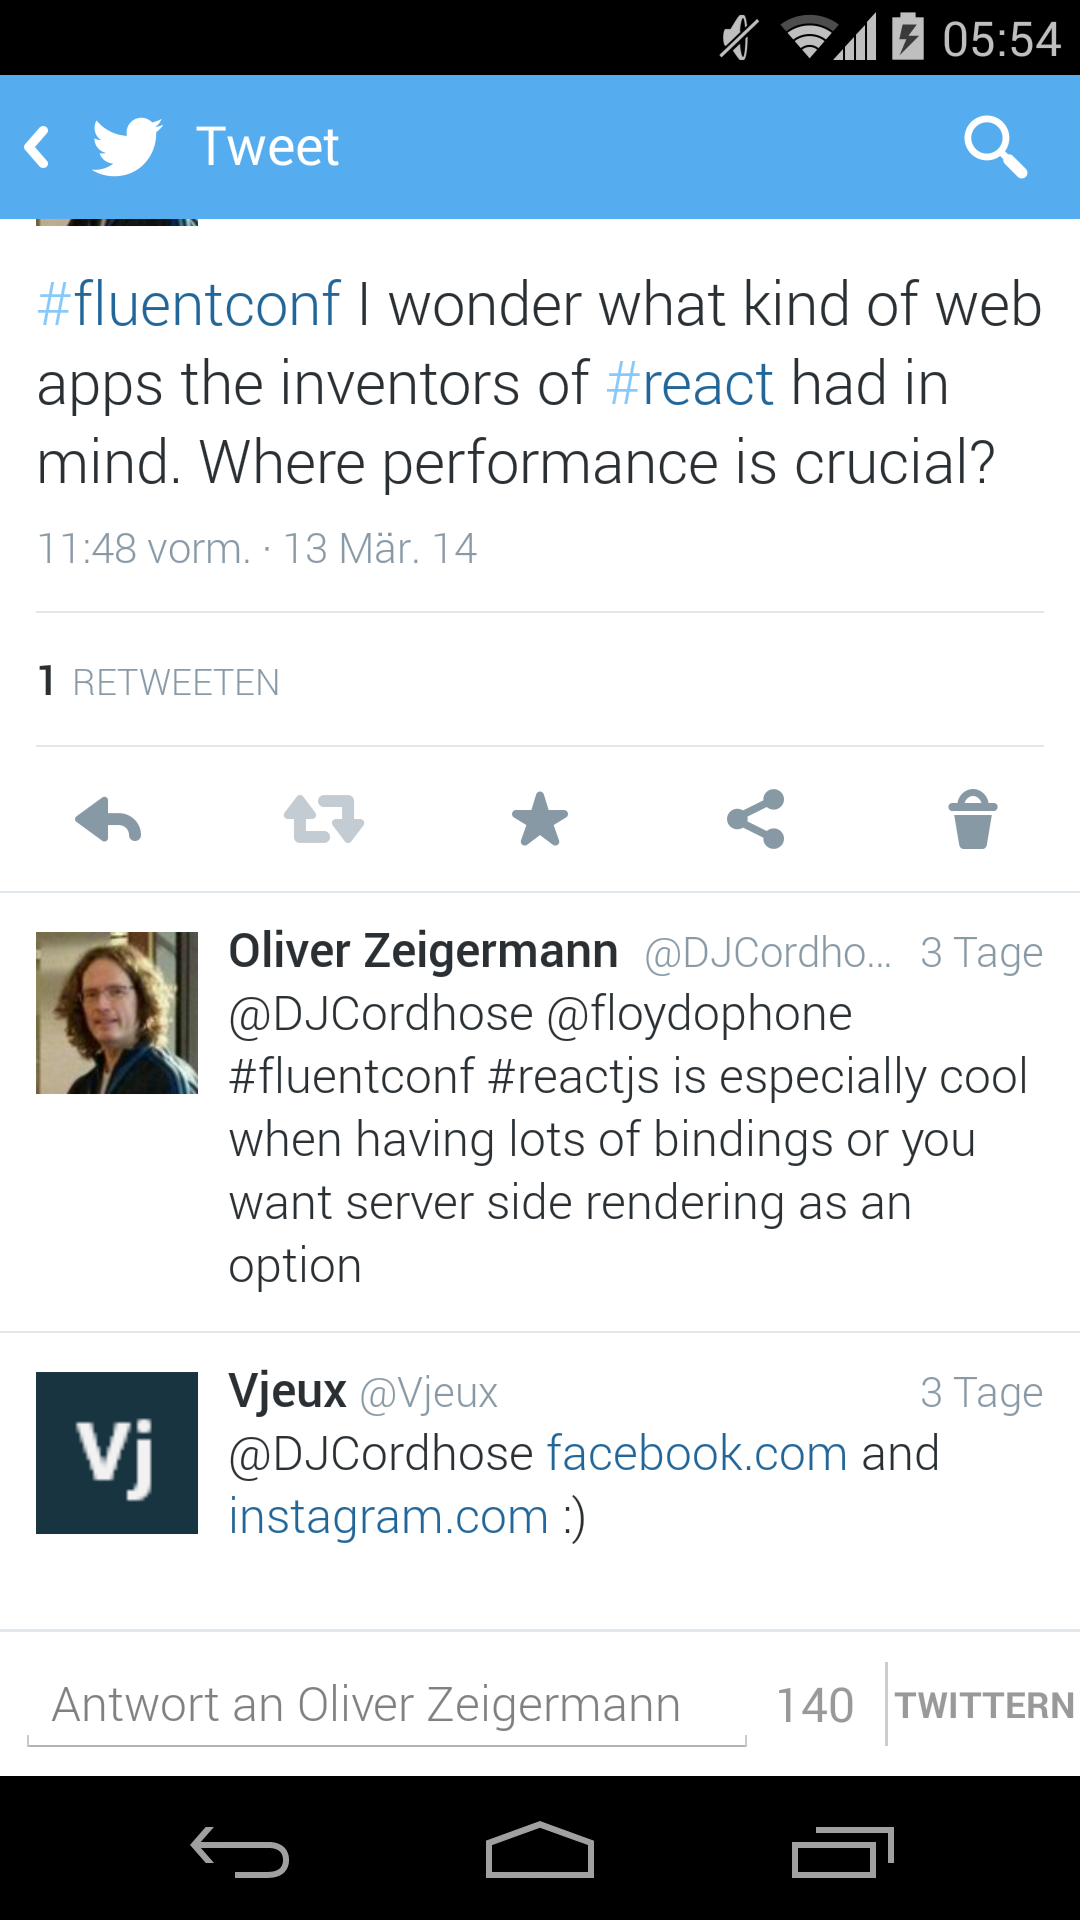 05:54
Tweet
#fluentconf I wonder what kind of web
apps the inventors of #react had in
mind. Where performance is crucial?
11:48 vorm. · 13 Mär. 14
1 RETWEETEN
Oliver Zeigermann @DJCordho... 3 Tage
@DJCordhose @floydophone
#fluentconf #reactjs is especially cool
when having lots of bindings or you
want server side rendering as an
option
Vj
Vjeux @Vjeux 3 Tage
@DJCordhose facebook.com and
instagram.com :)
Antwort an Oliver Zeigermann 140 TWITTERN